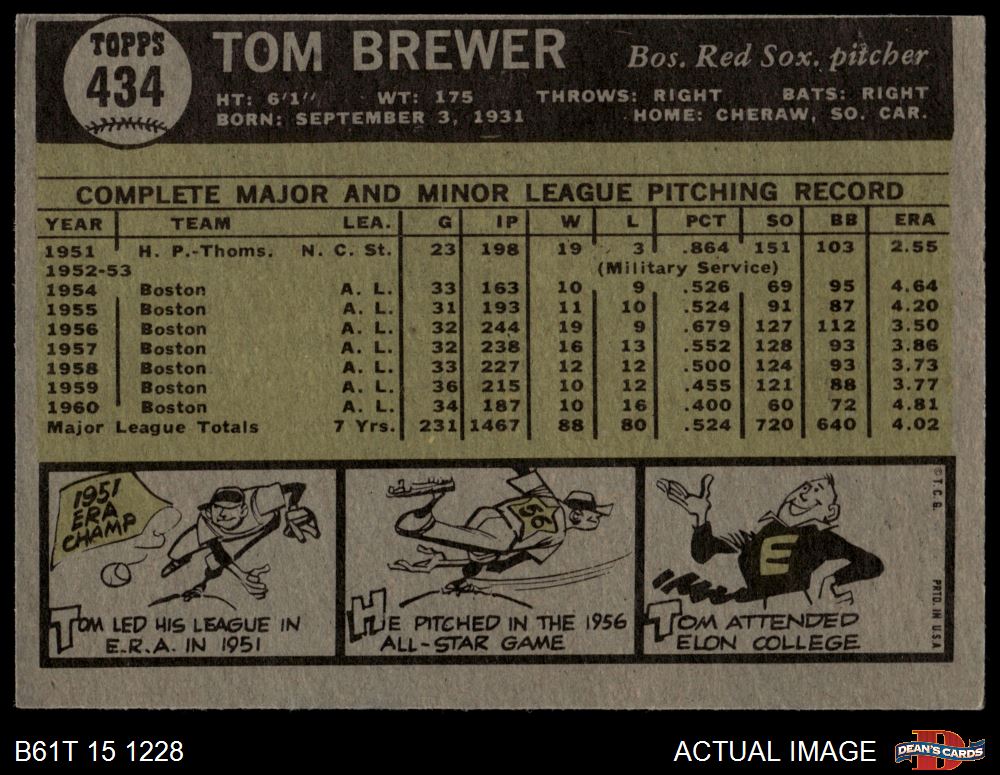 TOPPS
434
TOM BREWER
Bos. Red Sox. pitcher
HT: 6'1" WT: 175 THROWS: RIGHT BATS: RIGHT
BORN: SEPTEMBER 3, 1931 HOME: CHERAW, SO. CAR.
COMPLETE MAJOR AND MINOR LEAGUE PITCHING RECORD
YEAR TEAM LEA. G IP W L PCT SO BB ERA
1951 H. P.-Thoms. N. C. St. 23 198 19 3 .864 151 103 2.55
1952-53 (Military Service)
1954 Boston A. L. 33 163 10 9 .526 69 95 4.64
1955 Boston A. L. 31 193 11 10 .524 91 87 4.20
1956 Boston A. L. 32 244 19 9 .679 127 112 3.50
1957 Boston A. L. 32 238 16 13 .552 128 93 3.86
1958 Boston A. L. 33 227 12 12 .500 124 93 3.73
1959 Boston A. L. 36 215 10 12 .455 121 88 3.77
1960 Boston A. L. 34 187 10 16 .400 60 72 4.81
Major League Totals 7 Yrs. 231 1467 88 80 .524 720 640 4.02
1951
ERA
CHAMP
TOM LED HIS LEAGUE IN
E.R.A. IN 1951
56
HE PITCHED IN THE 1956
ALL-STAR GAME
E
TOM ATTENDED
ELON COLLEGE
© T. C. G.
PRTD. IN U.S.A.
B61T 15 1228
ACTUAL IMAGE
D
DEAN'S CARDS